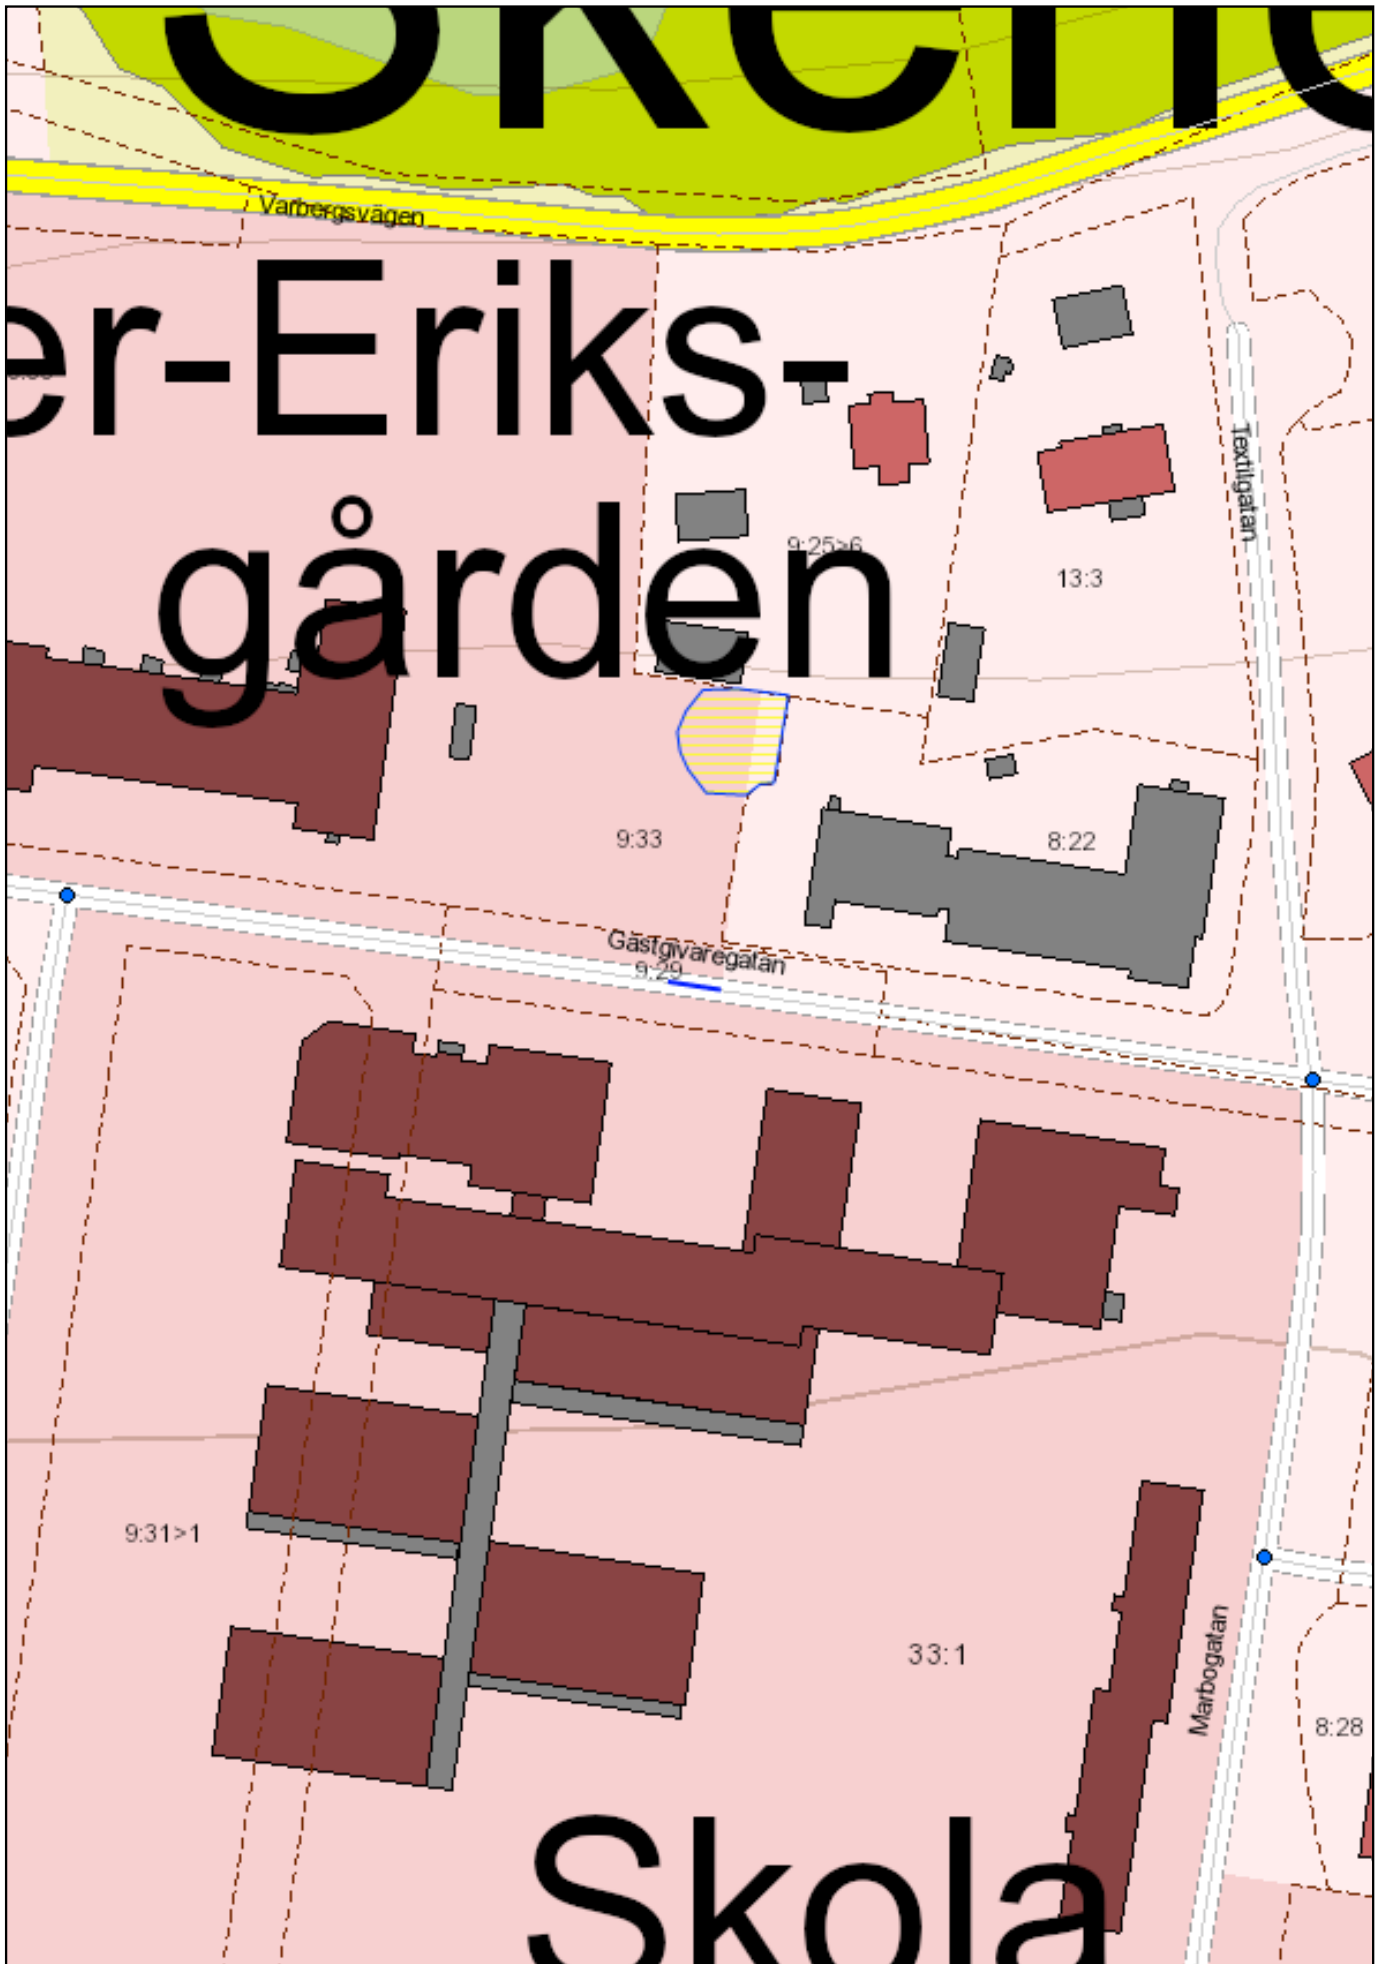 Varbergsvägen
er-Eriks-
gården
Textilgatan
9:25>6
13:3
9:33
8:22
Gästgivaregatan
9:29
9:31>1
33:1
Marbogatan
8:28
Skola